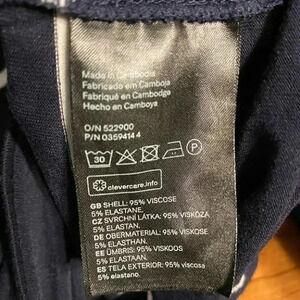 Made in Cambodia
Fabricado em Camboja
Fabriqué en Cambodge
Hecho en Camboya
O/N 522900
P/N 0359414 4
30
P
clevercare.info
GB SHELL: 95% VISCOSE
5% ELASTANE.
CZ SVRCHNÍ LÁTKA: 95% VISKÓZA
5% ELASTAN.
DE OBERMATERIAL: 95% VISKOSE
5% ELASTHAN.
EE ÜMBRIS: 95% VISKOOS
5% ELASTAAN.
ES TELA EXTERIOR: 95% viscosa
5% elastano.